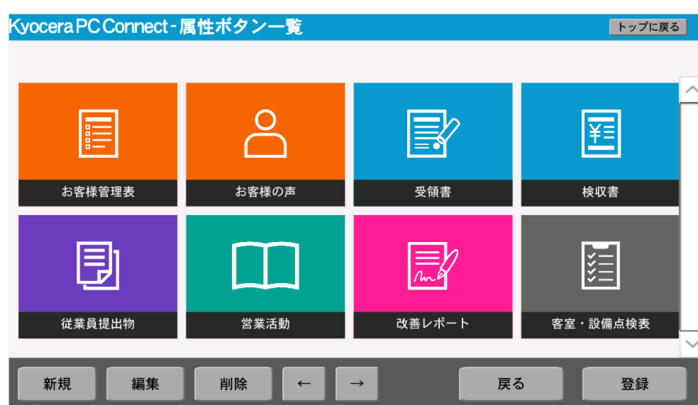 Kyocera PC Connect - 属性ボタン一覧
トップに戻る
お客様管理表
お客様の声
受領書
¥
検収書
従業員提出物
営業活動
改善レポート
客室・設備点検表
新規
編集
削除
←
→
戻る
登録